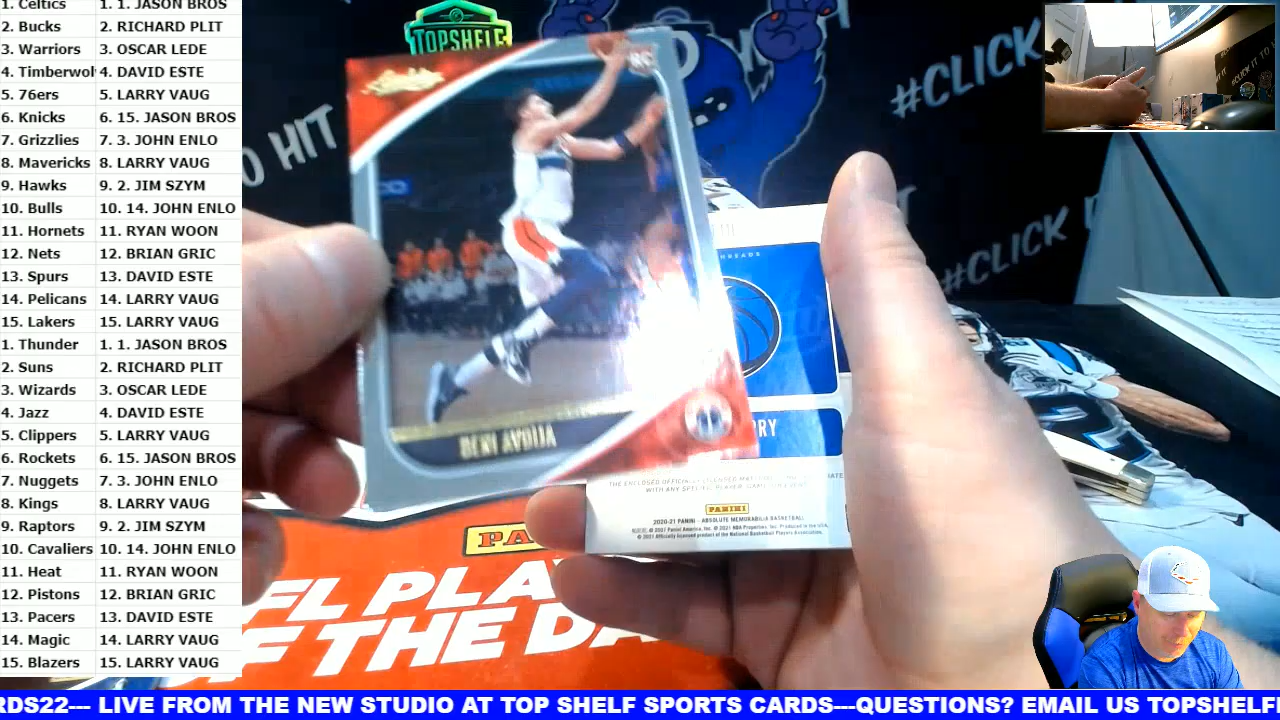 1. Celtics 1. 1. JASON BROS
2. Bucks 2. RICHARD PLIT
3. Warriors 3. OSCAR LEDE
4. Timberwol 4. DAVID ESTE
5. 76ers 5. LARRY VAUG
6. Knicks 6. 15. JASON BROS
7. Grizzlies 7. 3. JOHN ENLO
8. Mavericks 8. LARRY VAUG
9. Hawks 9. 2. JIM SZYM
10. Bulls 10. 14. JOHN ENLO
11. Hornets 11. RYAN WOON
12. Nets 12. BRIAN GRIC
13. Spurs 13. DAVID ESTE
14. Pelicans 14. LARRY VAUG
15. Lakers 15. LARRY VAUG
1. Thunder 1. 1. JASON BROS
2. Suns 2. RICHARD PLIT
3. Wizards 3. OSCAR LEDE
4. Jazz 4. DAVID ESTE
5. Clippers 5. LARRY VAUG
6. Rockets 6. 15. JASON BROS
7. Nuggets 7. 3. JOHN ENLO
8. Kings 8. LARRY VAUG
9. Raptors 9. 2. JIM SZYM
10. Cavaliers 10. 14. JOHN ENLO
11. Heat 11. RYAN WOON
12. Pistons 12. BRIAN GRIC
13. Pacers 13. DAVID ESTE
14. Magic 14. LARRY VAUG
15. Blazers 15. LARRY VAUG
TOPSHELF
O HIT
#CLICK
#CLICK
RC
Absolute
DENI AVDIJA
THREADS
RY
PANINI
2020-21 PANINI - ABSOLUTE MEMORABILIA BASKETBALL
PA
FL PLA
F THE DA
RDS22--- LIVE FROM THE NEW STUDIO AT TOP SHELF SPORTS CARDS---QUESTIONS? EMAIL US TOPSHELF